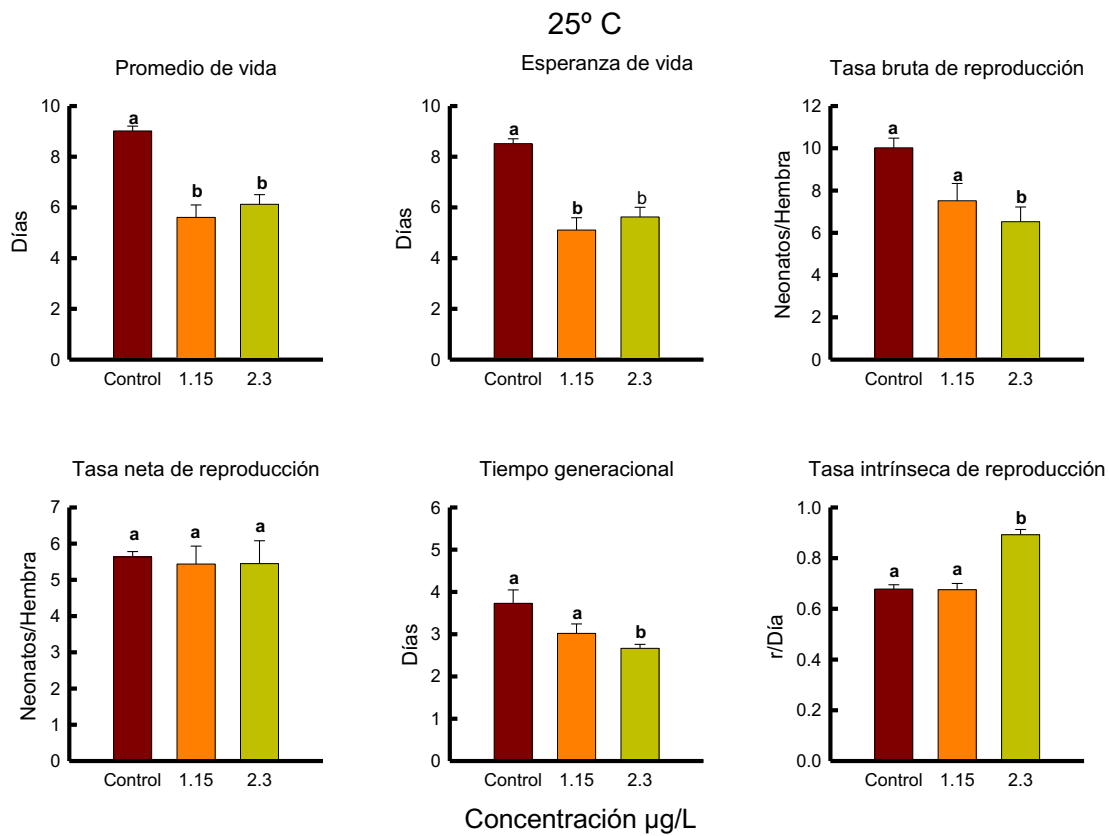 25º C
Promedio de vida
Días
10
8
6
4
2
0
a
b
b
Control 1.15 2.3
Esperanza de vida
Días
10
8
6
4
2
0
a
b
b
Control 1.15 2.3
Tasa bruta de reproducción
Neonatos/Hembra
12
10
8
6
4
2
0
a
a
b
Control 1.15 2.3
Tasa neta de reproducción
Neonatos/Hembra
7
6
5
4
3
2
1
0
a
a
a
Control 1.15 2.3
Tiempo generacional
Días
6
5
4
3
2
1
0
a
a
b
Control 1.15 2.3
Tasa intrínseca de reproducción
r/Día
1.0
0.8
0.6
0.4
0.2
0.0
a
a
b
Control 1.15 2.3
Concentración µg/L